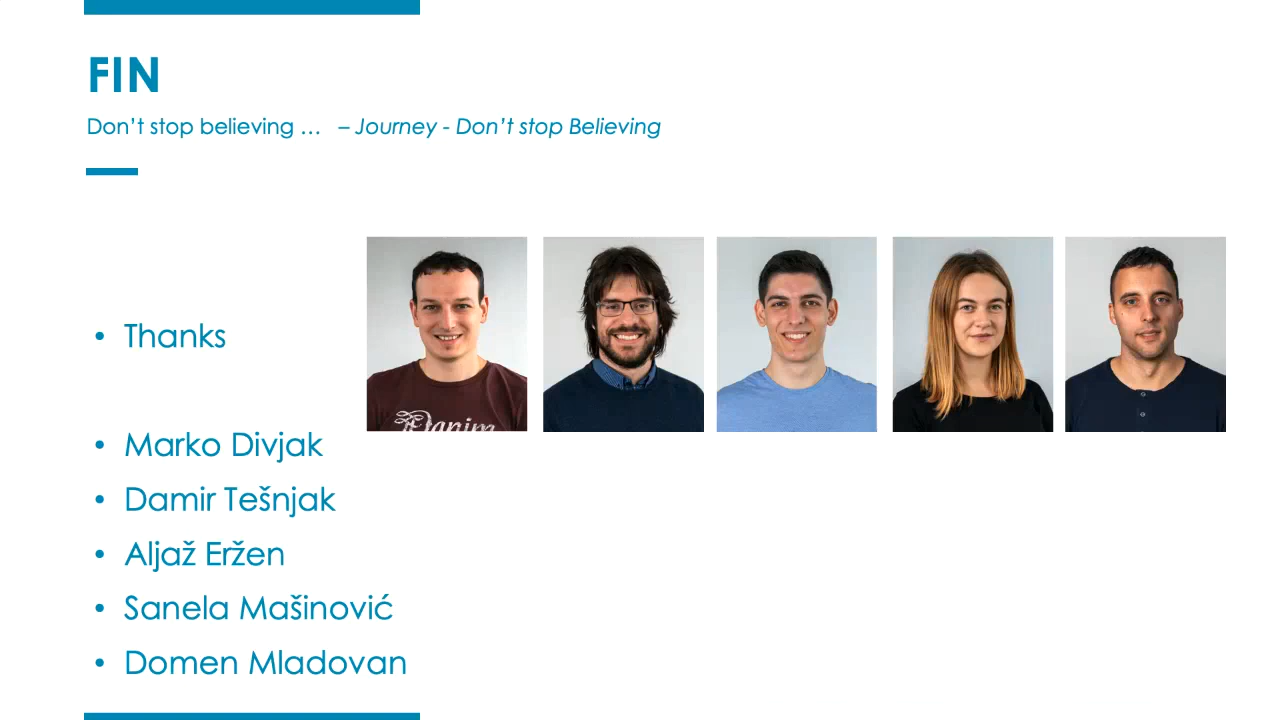 FIN
Don’t stop believing … – Journey - Don’t stop Believing
• Thanks
• Marko Divjak
• Damir Tešnjak
• Aljaž Eržen
• Sanela Mašinović
• Domen Mladovan